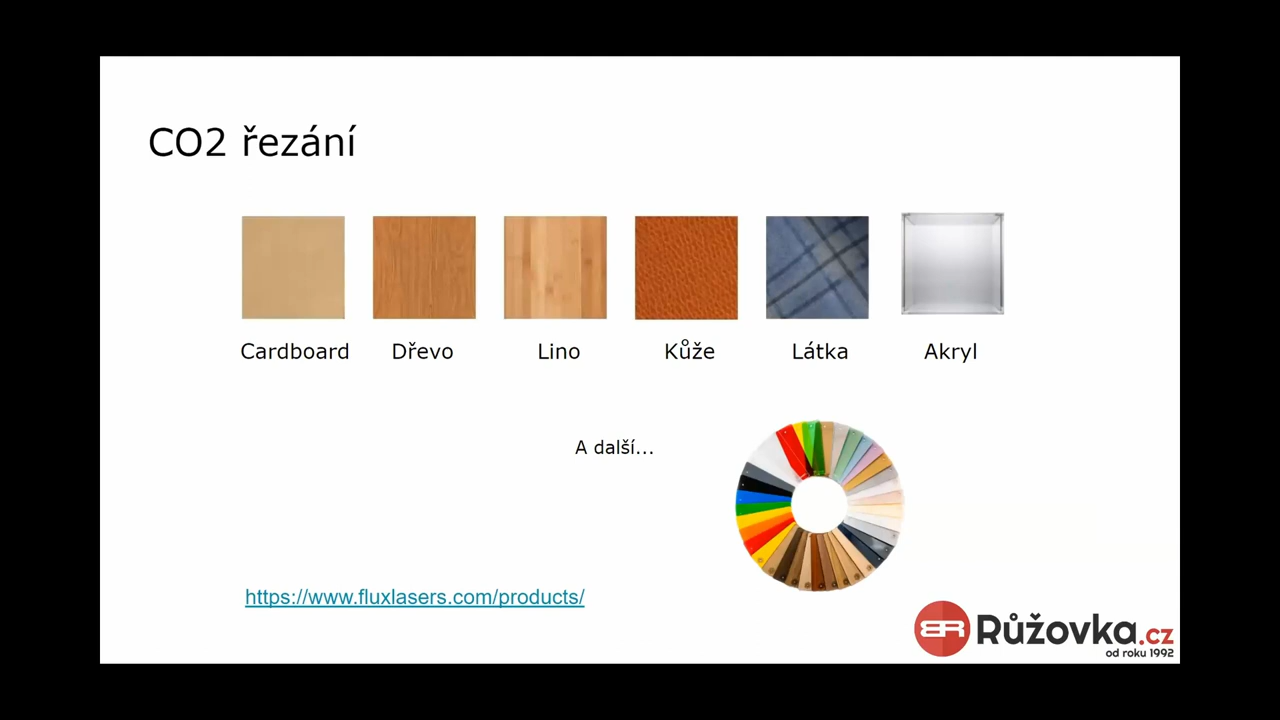 CO2 řezání
Cardboard Dřevo Lino Kůže Látka Akryl
A další...
https://www.fluxlasers.com/products/
BR Růžovka.cz
od roku 1992